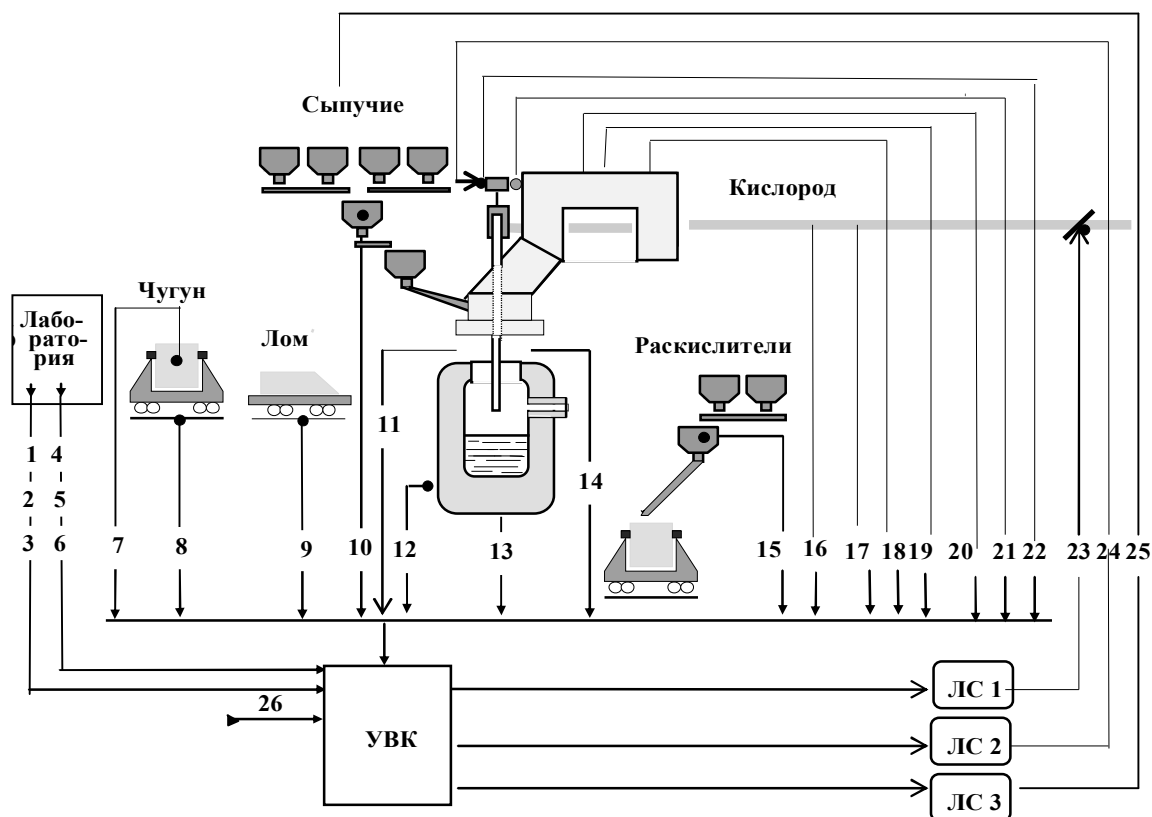 Сыпучие
Кислород
Чугун
Лабо-
рато-
рия
Лом
Раскислители
11
14
1 4
2 5
3 6
7 8 9 10 12 13 15 16 17 18 19 20 21 22 23 24 25
26
УВК
ЛС 1
ЛС 2
ЛС 3